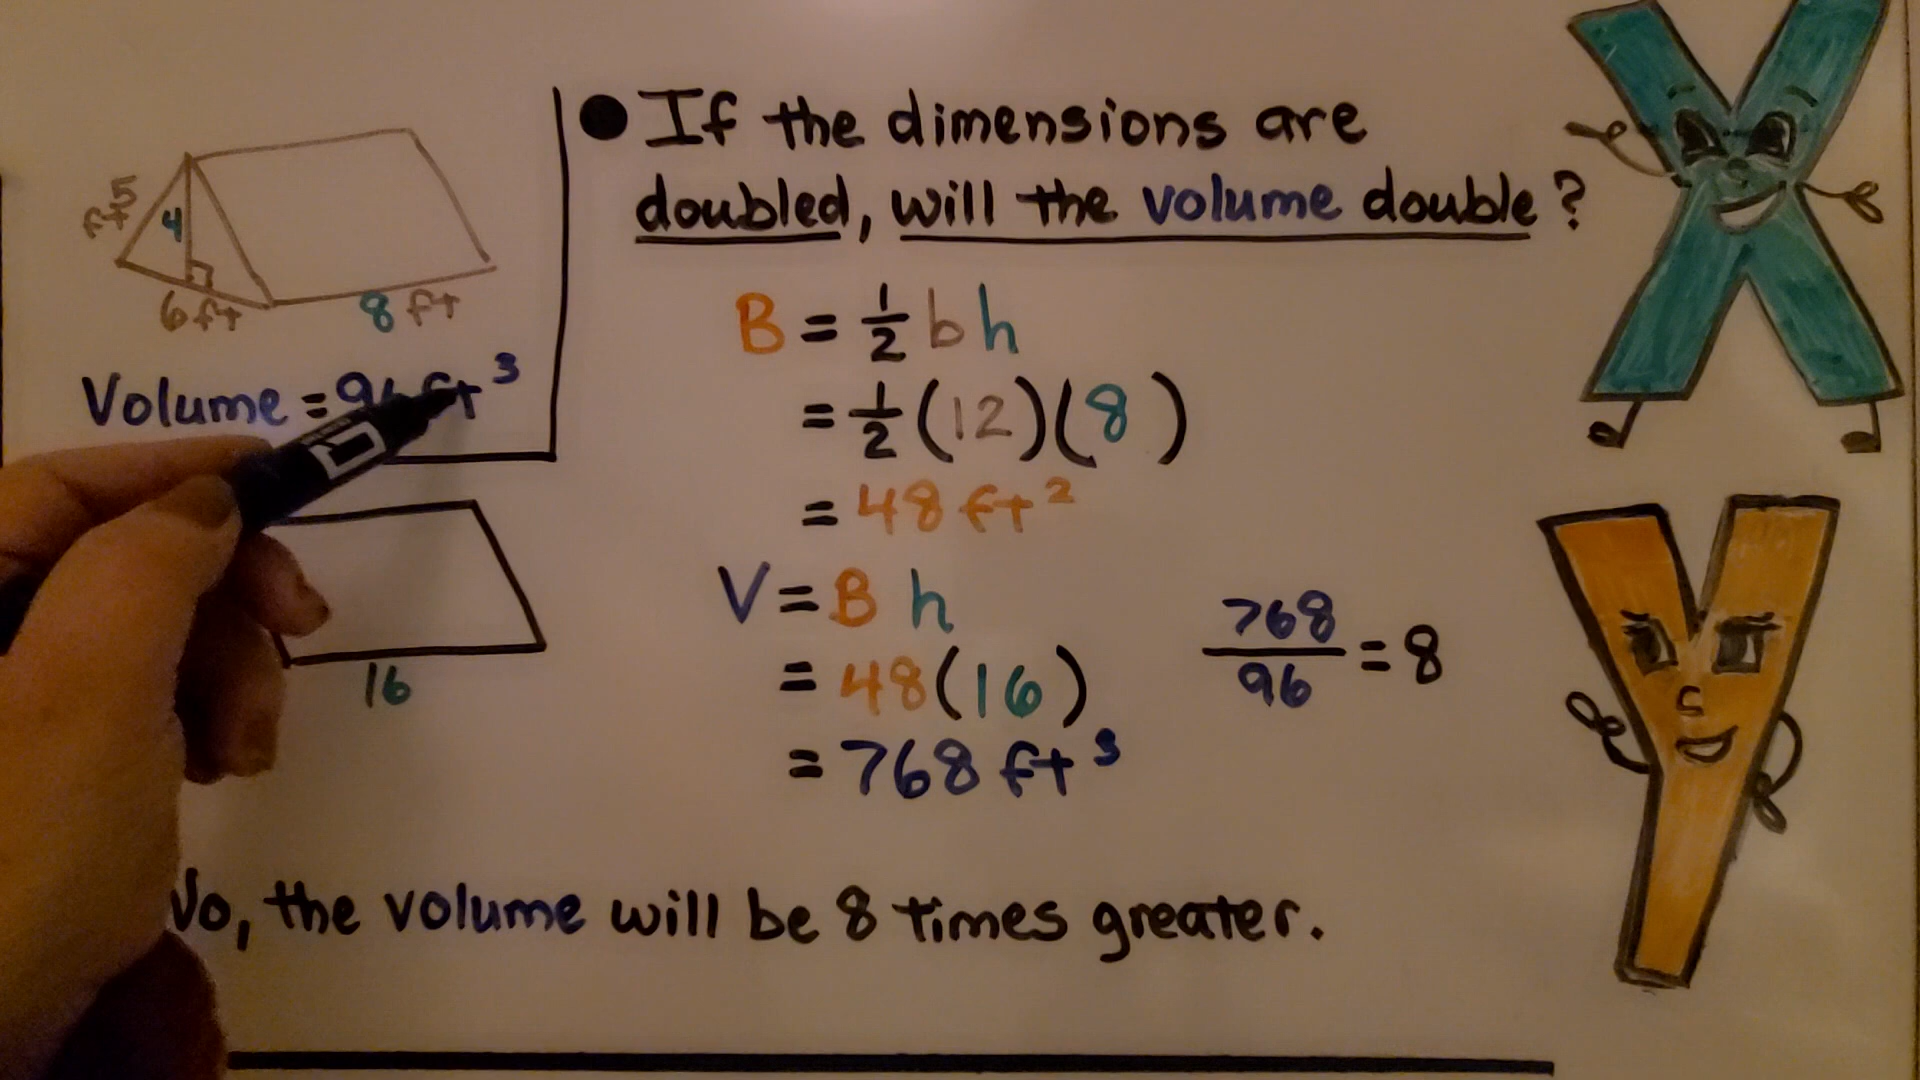 5
ft
4
6 ft
8 ft
Volume = 96 ft³
16
● If the dimensions are
doubled, will the volume double?
B = 1/2 b h
= 1/2 (12)(8)
= 48 ft²
V = B h
= 48(16)
= 768 ft³
768/96 = 8
No, the volume will be 8 times greater.